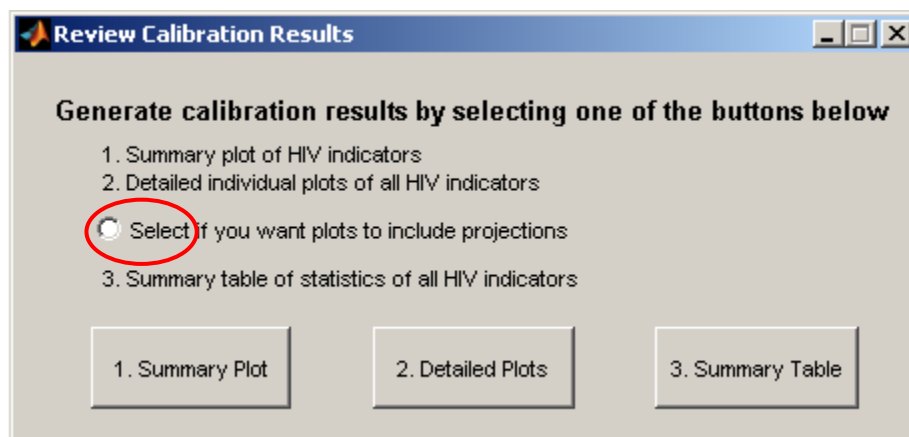 Review Calibration Results
Generate calibration results by selecting one of the buttons below
1. Summary plot of HIV indicators
2. Detailed individual plots of all HIV indicators
Select if you want plots to include projections
3. Summary table of statistics of all HIV indicators
1. Summary Plot
2. Detailed Plots
3. Summary Table